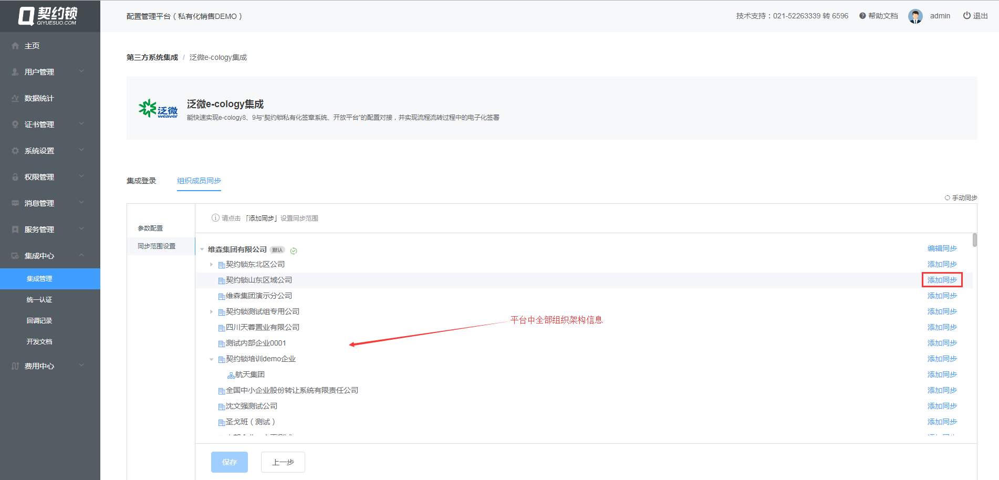 契约锁
QIYUESUO.COM
配置管理平台（私有化销售DEMO）
技术支持：021-52263339 转 6596
帮助文档
admin
退出
主页
用户管理
数据统计
证书管理
系统设置
权限管理
消息管理
服务管理
集成中心
集成管理
统一认证
回调记录
开发文档
费用中心
第三方系统集成 / 泛微e-cology集成
泛微
weaver
泛微e-cology集成
能快速实现e-cology8、9与“契约锁私有化签章系统、开放平台”的配置对接，并实现流程流转过程中的电子化签署
集成登录
组织成员同步
手动同步
参数配置
同步范围设置
请点击「添加同步」设置同步范围
维森集团有限公司 默认 编辑同步
契约锁东北区公司 添加同步
契约锁山东区域公司 添加同步
维森集团演示分公司 添加同步
契约锁测试组专用公司 添加同步
平台中全部组织架构信息
四川天蓉置业有限公司 添加同步
测试内部企业0001 添加同步
契约锁培训demo企业 添加同步
航天集团 添加同步
全国中小企业股份转让系统有限责任公司 添加同步
沈文强测试公司 添加同步
圣戈班（测试） 添加同步
保存
上一步